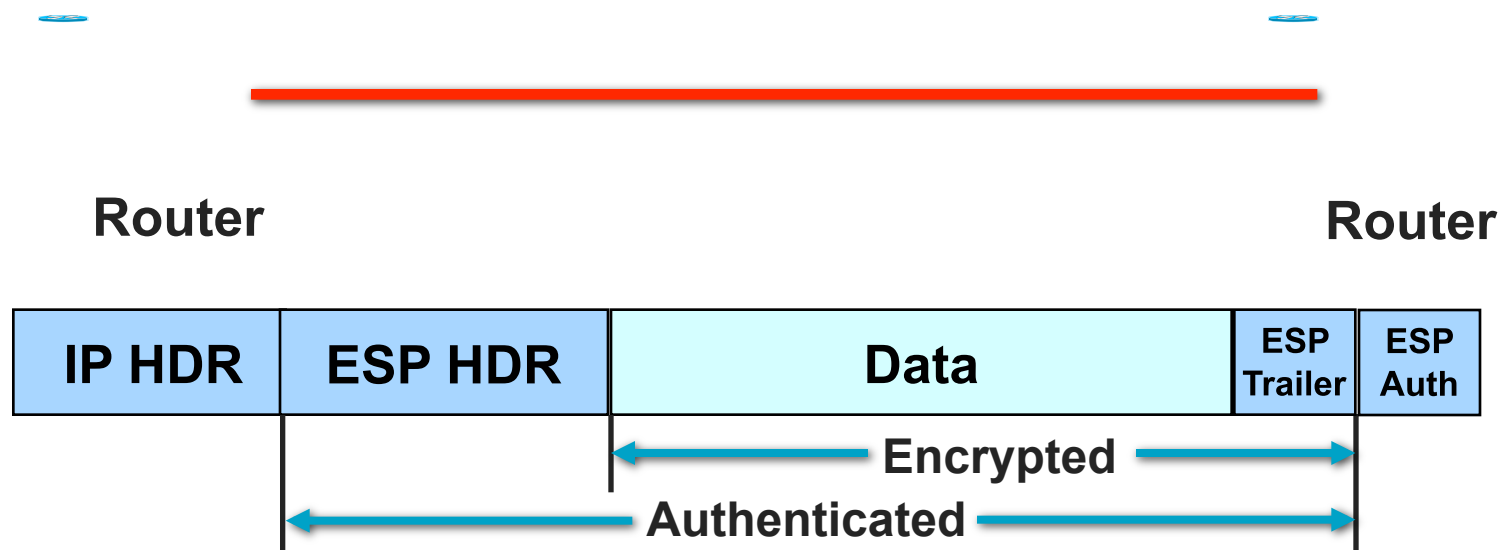 Router
Router
IP HDR
ESP HDR
Data
ESP
Trailer
ESP
Auth
Encrypted
Authenticated